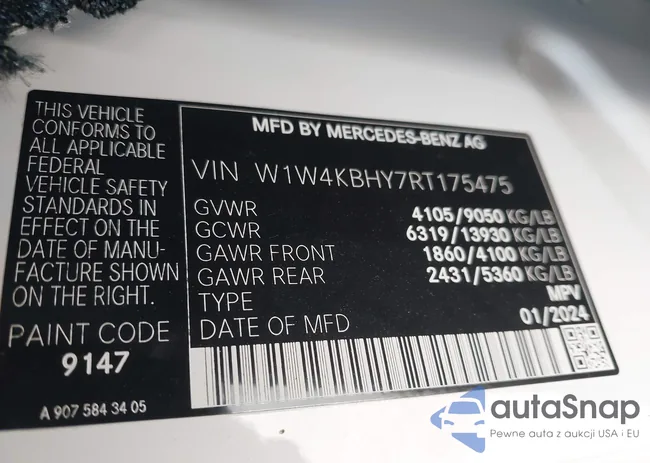 THIS VEHICLE
CONFORMS TO
ALL APPLICABLE
FEDERAL
VEHICLE SAFETY
STANDARDS IN
EFFECT ON THE
DATE OF MANU-
FACTURE SHOWN
ON THE RIGHT.
PAINT CODE
9147
A 907 584 34 05
MFD BY MERCEDES-BENZ AG
VIN W1W4KBHY7RT175475
GVWR 4105/9050 KG/LB
GCWR 6319/13930 KG/LB
GAWR FRONT 1860/4100 KG/LB
GAWR REAR 2431/5360 KG/LB
TYPE MPV
DATE OF MFD 01/2024
autaSnap
Pewne auta z aukcji USA i EU